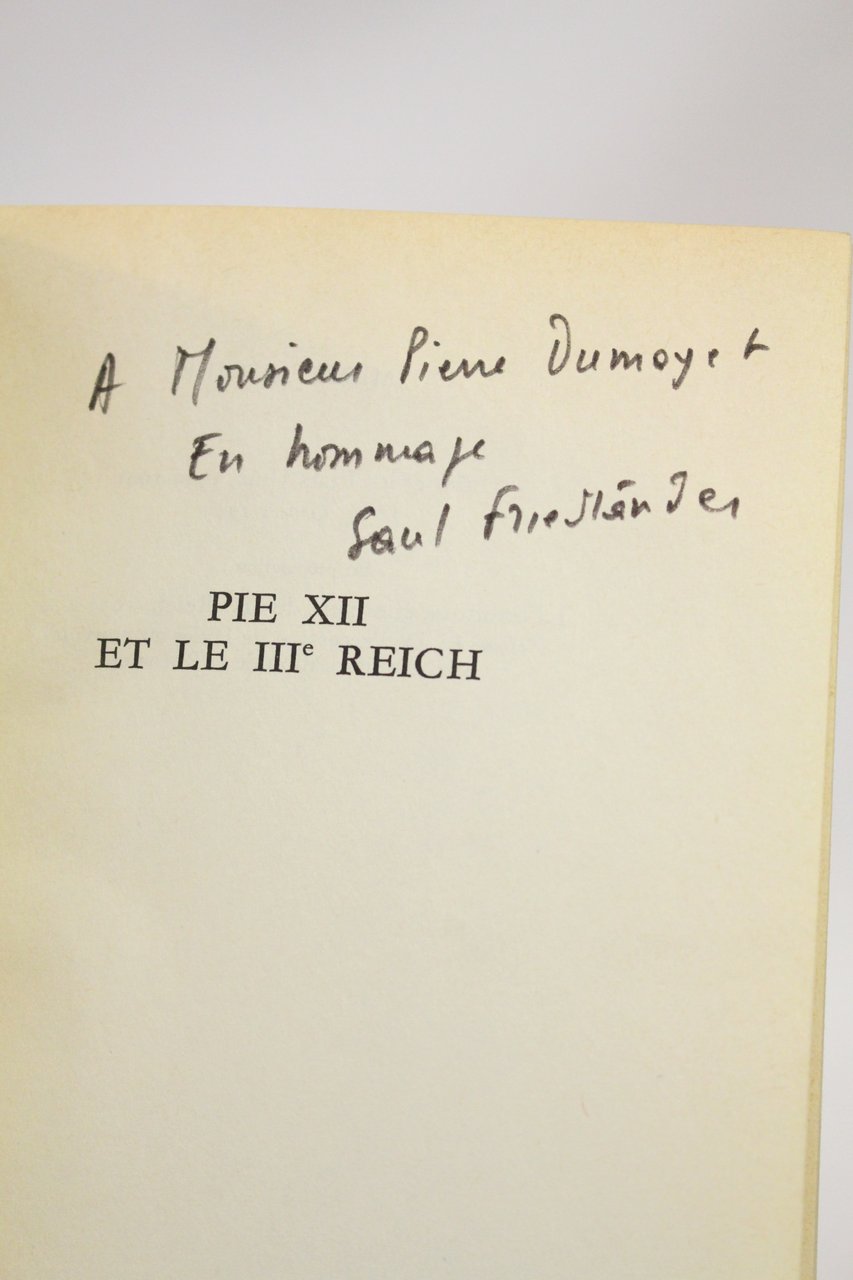 A Monsieur Pierre Dumayet
En hommage
Saul Friedländer
PIE XII
ET LE IIIe REICH